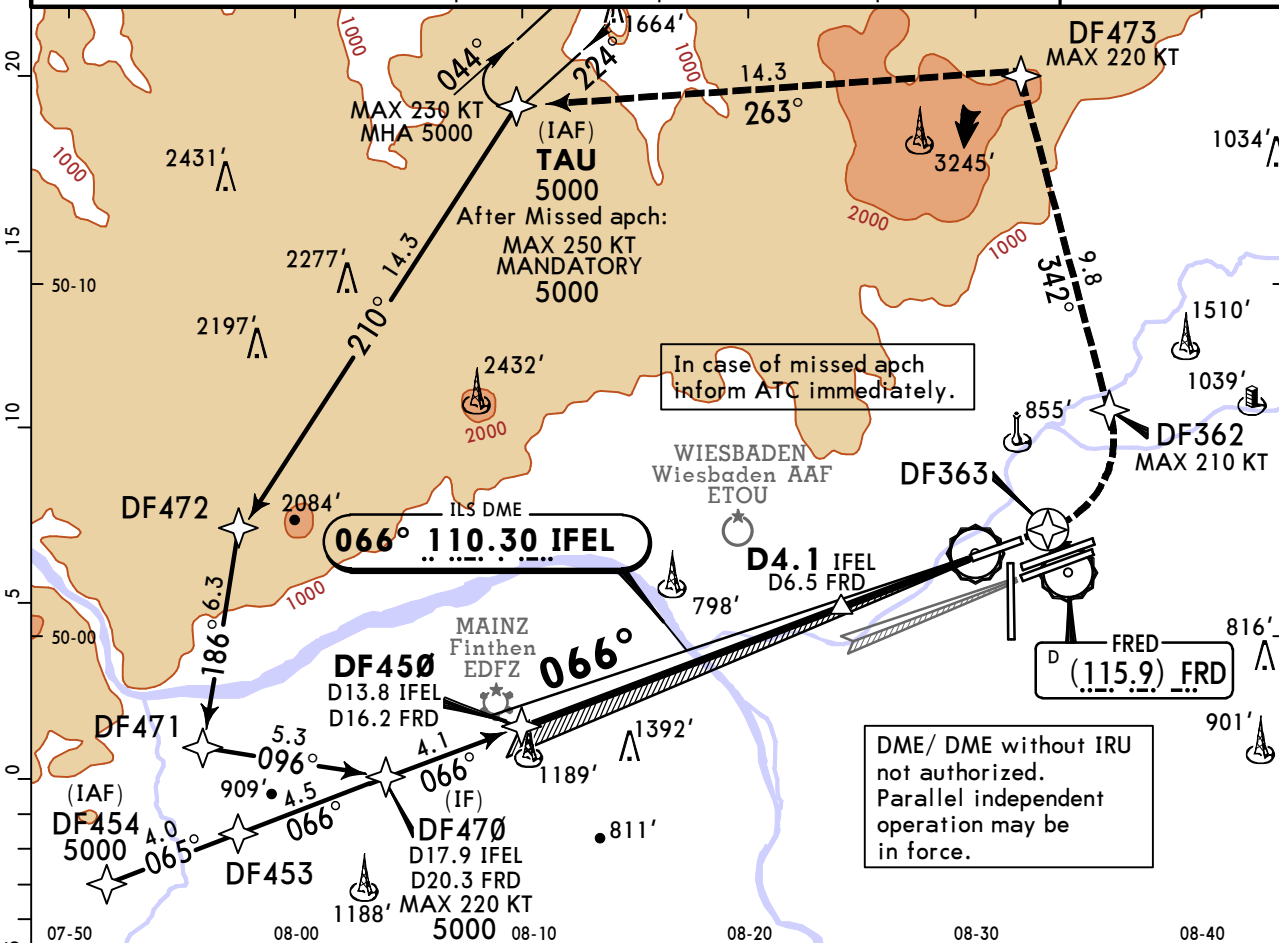 1664'
1000
1000
1000
044°
224°
MAX 230 KT
MHA 5000
(IAF)
TAU
5000
After Missed apch:
MAX 250 KT
MANDATORY
5000
14.3
263°
DF473
MAX 220 KT
3245'
2000
1000
1034'
20
2431'
2277'
2197'
15
50-10
14.3
210°
2432'
2000
In case of missed apch
inform ATC immediately.
9.8
342°
1510'
1039'
855'
DF362
MAX 210 KT
10
WIESBADEN
Wiesbaden AAF
ETOU
DF363
DF472
2084'
ILS DME
066° 110.30 IFEL
D4.1 IFEL
D6.5 FRD
798'
1000
6.3
186°
5
50-00
MAINZ
Finthen
EDFZ
066°
DF45Ø
D13.8 IFEL
D16.2 FRD
FRED
D (115.9) FRD
816'
901'
DF471
5.3
096°
4.1
066°
1392'
1189'
909'
4.5
066°
0
(IAF)
DF454
5000
4.0
065°
DF453
(IF)
DF47Ø
D17.9 IFEL
D20.3 FRD
MAX 220 KT
5000
1188'
811'
DME/ DME without IRU
not authorized.
Parallel independent
operation may be
in force.
07-50
08-00
08-10
08-20
08-30
08-40